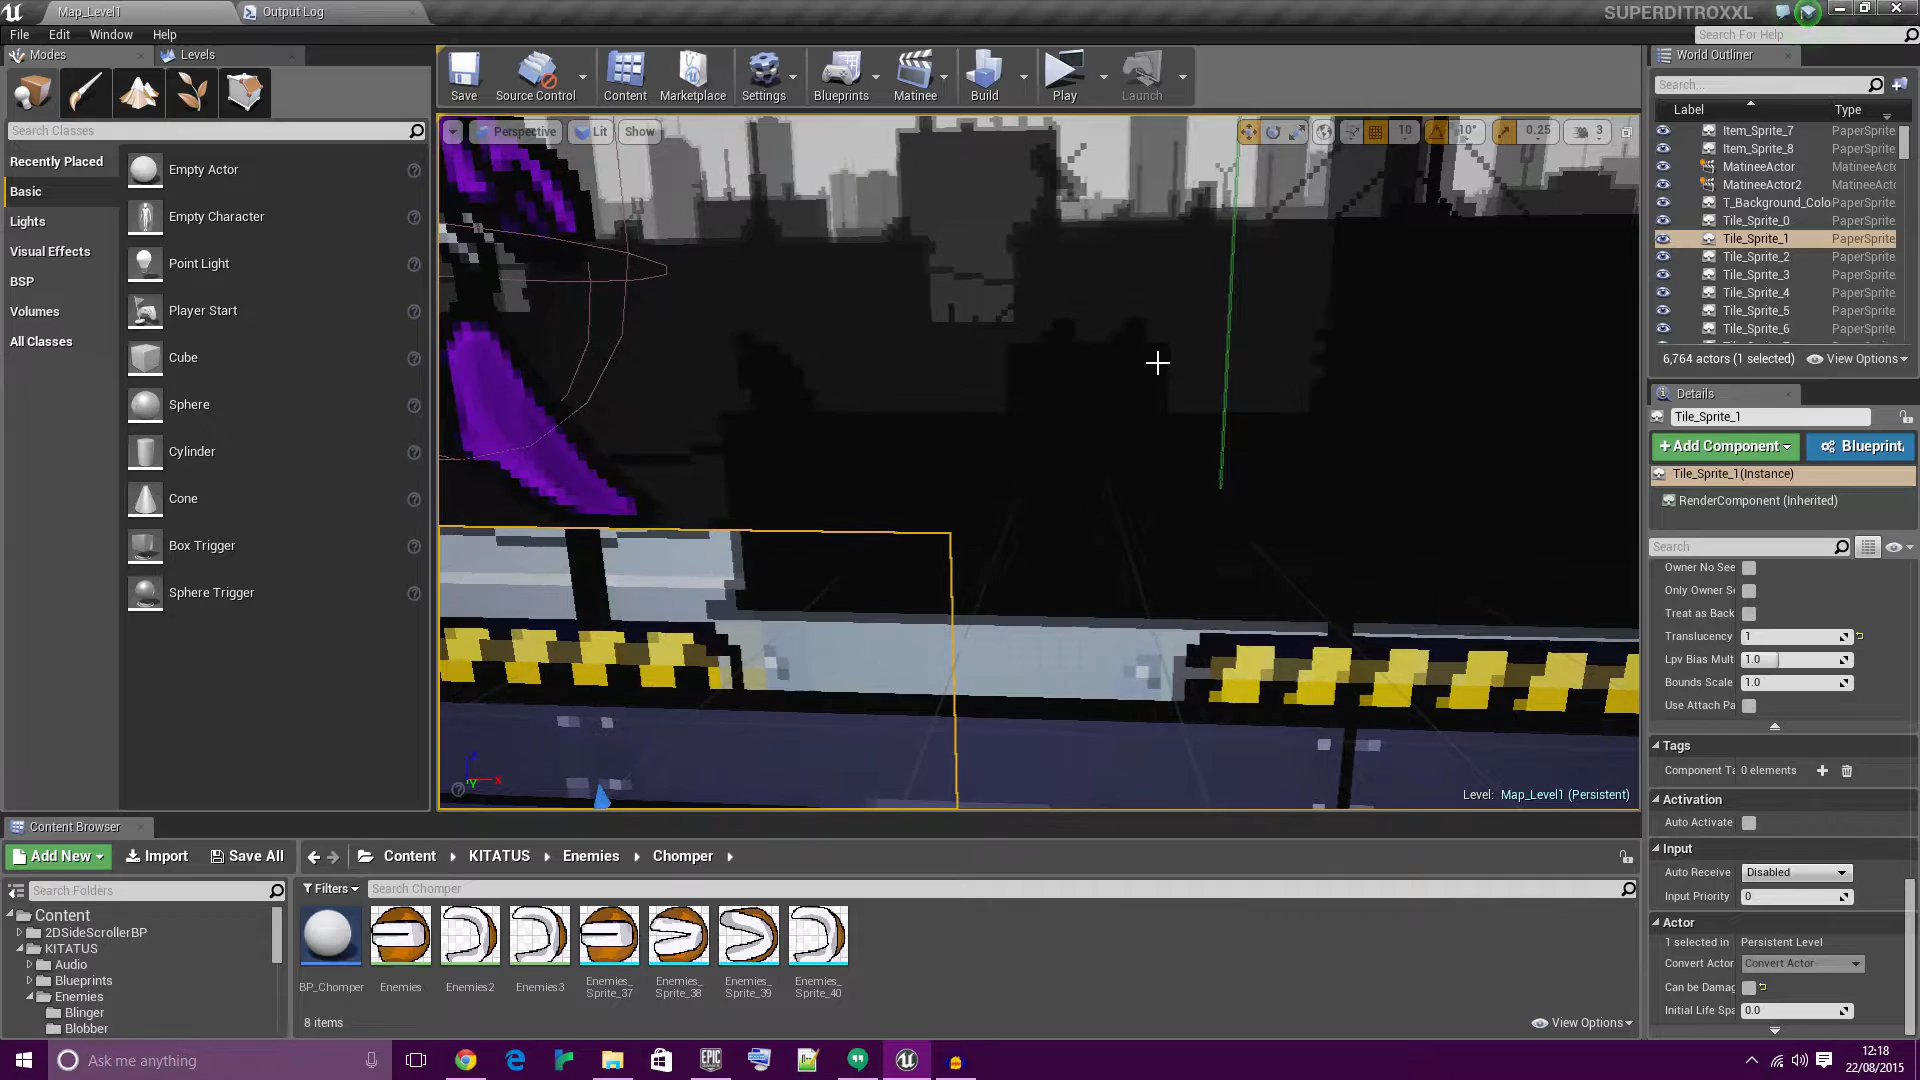 Map_Level1
Output Log
SUPERDITROXXL
File Edit Window Help
Search For Help
Modes
Levels
World Outliner
Save
Source Control
Content
Marketplace
Settings
Blueprints
Matinee
Build
Play
Launch
Search...
Label
Type
Search Classes
Perspective
Lit
Show
10
10°
0.25
3
Recently Placed
Basic
Lights
Visual Effects
BSP
Volumes
All Classes
Empty Actor
Empty Character
Point Light
Player Start
Cube
Sphere
Cylinder
Cone
Box Trigger
Sphere Trigger
Item_Sprite_7 PaperSprite
Item_Sprite_8 PaperSprite
MatineeActor MatineeActo
MatineeActor2 MatineeActo
T_Background_Colo PaperSprite
Tile_Sprite_0 PaperSprite
Tile_Sprite_1 PaperSprite
Tile_Sprite_2 PaperSprite
Tile_Sprite_3 PaperSprite
Tile_Sprite_4 PaperSprite
Tile_Sprite_5 PaperSprite
Tile_Sprite_6 PaperSprite
6,764 actors (1 selected)
View Options
Details
Tile_Sprite_1
+Add Component
Blueprint
Tile_Sprite_1(Instance)
RenderComponent (Inherited)
Search
Owner No See
Only Owner S
Treat as Back
Translucency 1
Lpv Bias Mult 1.0
Bounds Scale 1.0
Use Attach Pa
Tags
Component Ta 0 elements
Activation
Auto Activate
Input
Auto Receive Disabled
Input Priority 0
Actor
1 selected in Persistent Level
Convert Actor Convert Actor
Can be Damag
Initial Life Spa 0.0
Z
X
Y
Level: Map_Level1 (Persistent)
Content Browser
Add New
Import
Save All
Content
KITATUS
Enemies
Chomper
Search Folders
Filters
Search Chomper
Content
2DSideScrollerBP
KITATUS
Audio
Blueprints
Enemies
Blinger
Blobber
BP_Chomper
Enemies
Enemies2
Enemies3
Enemies_
Sprite_37
Enemies_
Sprite_38
Enemies_
Sprite_39
Enemies_
Sprite_40
8 items
View Options
Ask me anything
EPIC
12:18
22/08/2015